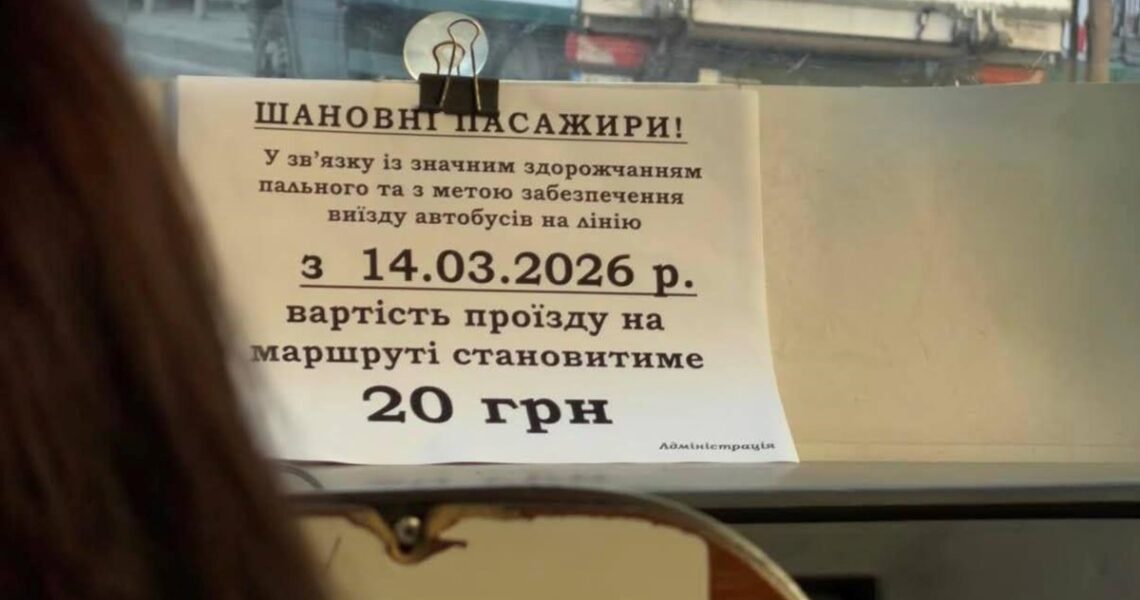 ШАНОВНІ ПАСАЖИРИ!
У зв’язку із значним здорожчанням
пального та з метою забезпечення
виїзду автобусів на лінію
з 14.03.2026 р.
вартість проїзду на
маршруті становитиме
20 грн
Адміністрація